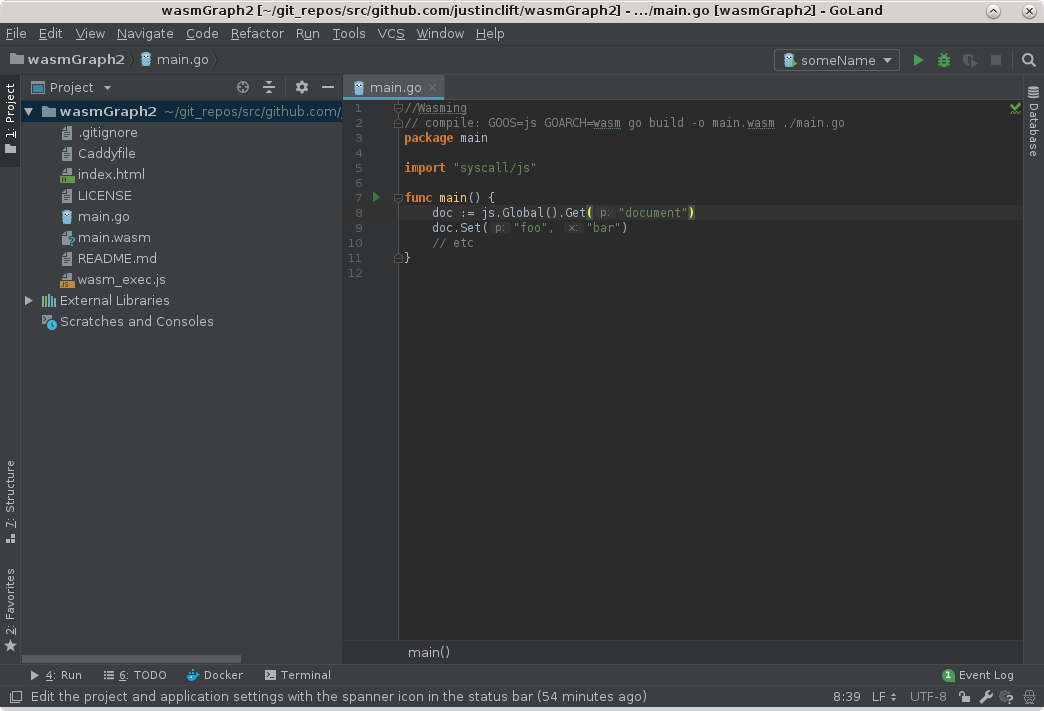 wasmGraph2 [~/git_repos/src/github.com/justinclift/wasmGraph2] - .../main.go [wasmGraph2] - GoLand
File Edit View Navigate Code Refactor Run Tools VCS Window Help
wasmGraph2 main.go someName
1: Project
Project
main.go
wasmGraph2 ~/git_repos/src/github.com/
.gitignore
Caddyfile
index.html
LICENSE
main.go
main.wasm
README.md
wasm_exec.js
External Libraries
Scratches and Consoles
7: Structure
2: Favorites
1 //Wasming
2 // compile: GOOS=js GOARCH=wasm go build -o main.wasm ./main.go
3 package main
4
5 import "syscall/js"
6
7 func main() {
8 doc := js.Global().Get( p: "document")
9 doc.Set( p: "foo", x: "bar")
10 // etc
11 }
12
main()
Database
4: Run 6: TODO Docker Terminal 1 Event Log
Edit the project and application settings with the spanner icon in the status bar (54 minutes ago) 8:39 LF UTF-8